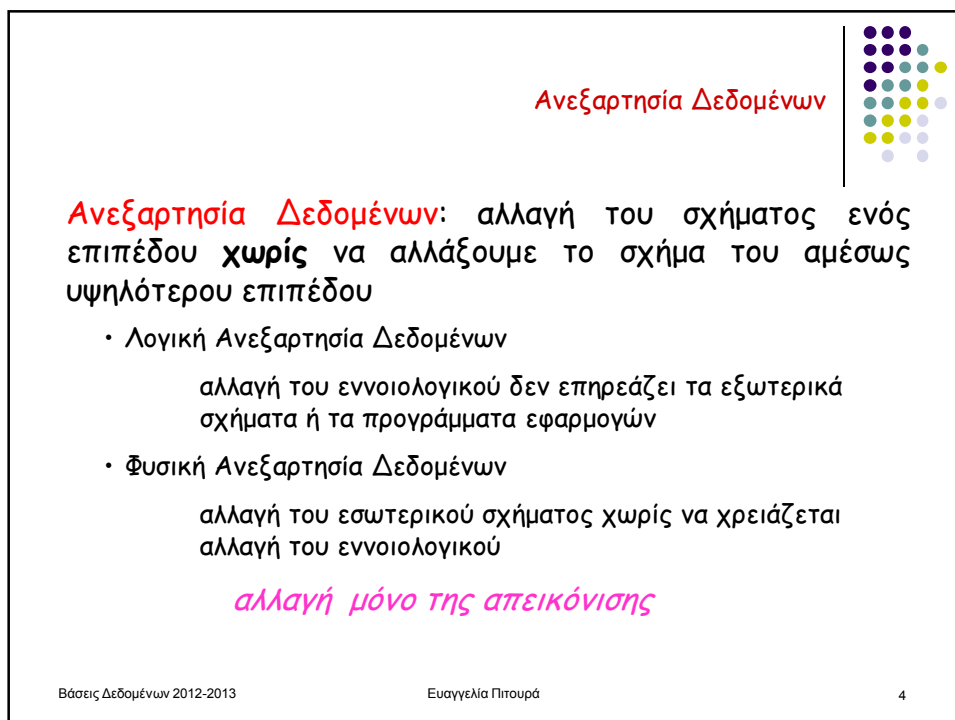 Ανεξαρτησία Δεδομένων
Ανεξαρτησία Δεδομένων: αλλαγή του σχήματος ενός
επιπέδου χωρίς να αλλάξουμε το σχήμα του αμέσως
υψηλότερου επιπέδου
• Λογική Ανεξαρτησία Δεδομένων
αλλαγή του εννοιολογικού δεν επηρεάζει τα εξωτερικά
σχήματα ή τα προγράμματα εφαρμογών
• Φυσική Ανεξαρτησία Δεδομένων
αλλαγή του εσωτερικού σχήματος χωρίς να χρειάζεται
αλλαγή του εννοιολογικού
αλλαγή μόνο της απεικόνισης
Βάσεις Δεδομένων 2012-2013 Ευαγγελία Πιτουρά 4